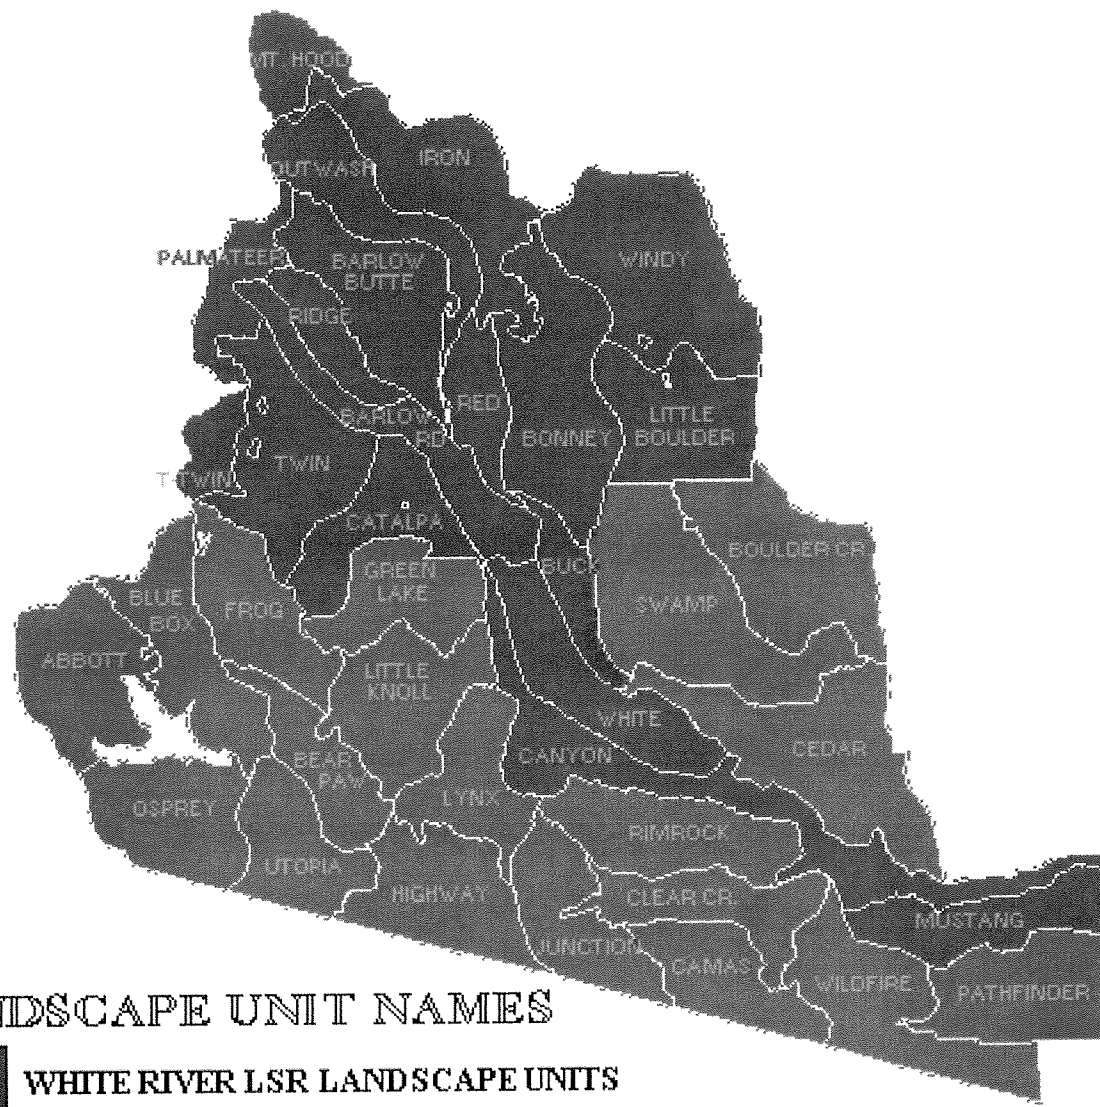 MT. HOOD
IRON
OUTWASH
PALMATEER
BARLOW
BUTTE
WINDY
RIDGE
RED
BARLOW
RD
LITTLE
BOULDER
BONNEY
TWIN
T-TWIN
CATALPA
BOULDER CR.
GREEN
LAKE
BUCK
SWAMP
BLUE
BOX
FROG
ABBOTT
LITTLE
KNOLL
WHITE
CANYON
CEDAR
BEAR
PAW
LYNX
OSPREY
RIMROCK
UTOPIA
HIGHWAY
CLEAR CR.
MUSTANG
JUNCTION
CAMAS
WILDFIRE
PATHFINDER
NDSCAPE UNIT NAMES
WHITE RIVER LSR LANDSCAPE UNITS